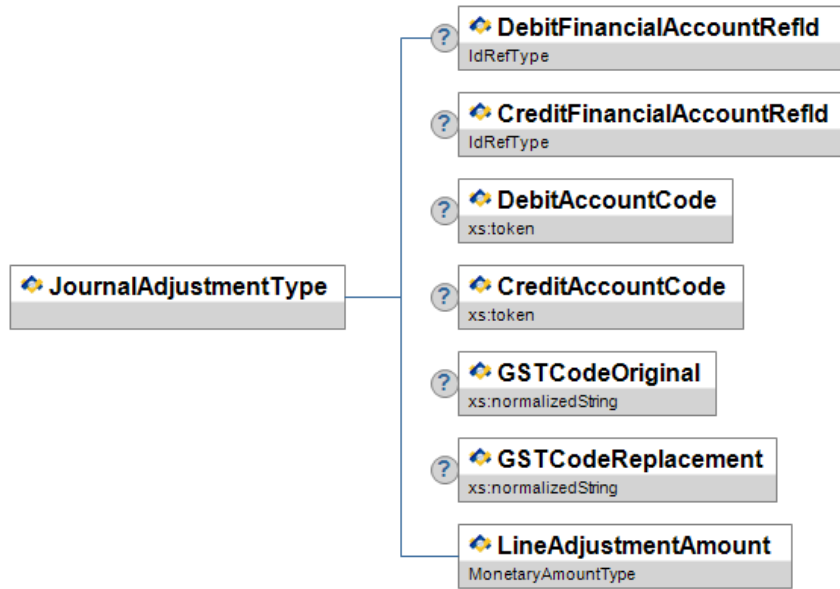 DebitFinancialAccountRefId
IdRefType
?
CreditFinancialAccountRefId
IdRefType
?
DebitAccountCode
xs:token
?
JournalAdjustmentType
CreditAccountCode
xs:token
?
GSTCodeOriginal
xs:normalizedString
?
GSTCodeReplacement
xs:normalizedString
?
LineAdjustmentAmount
MonetaryAmountType